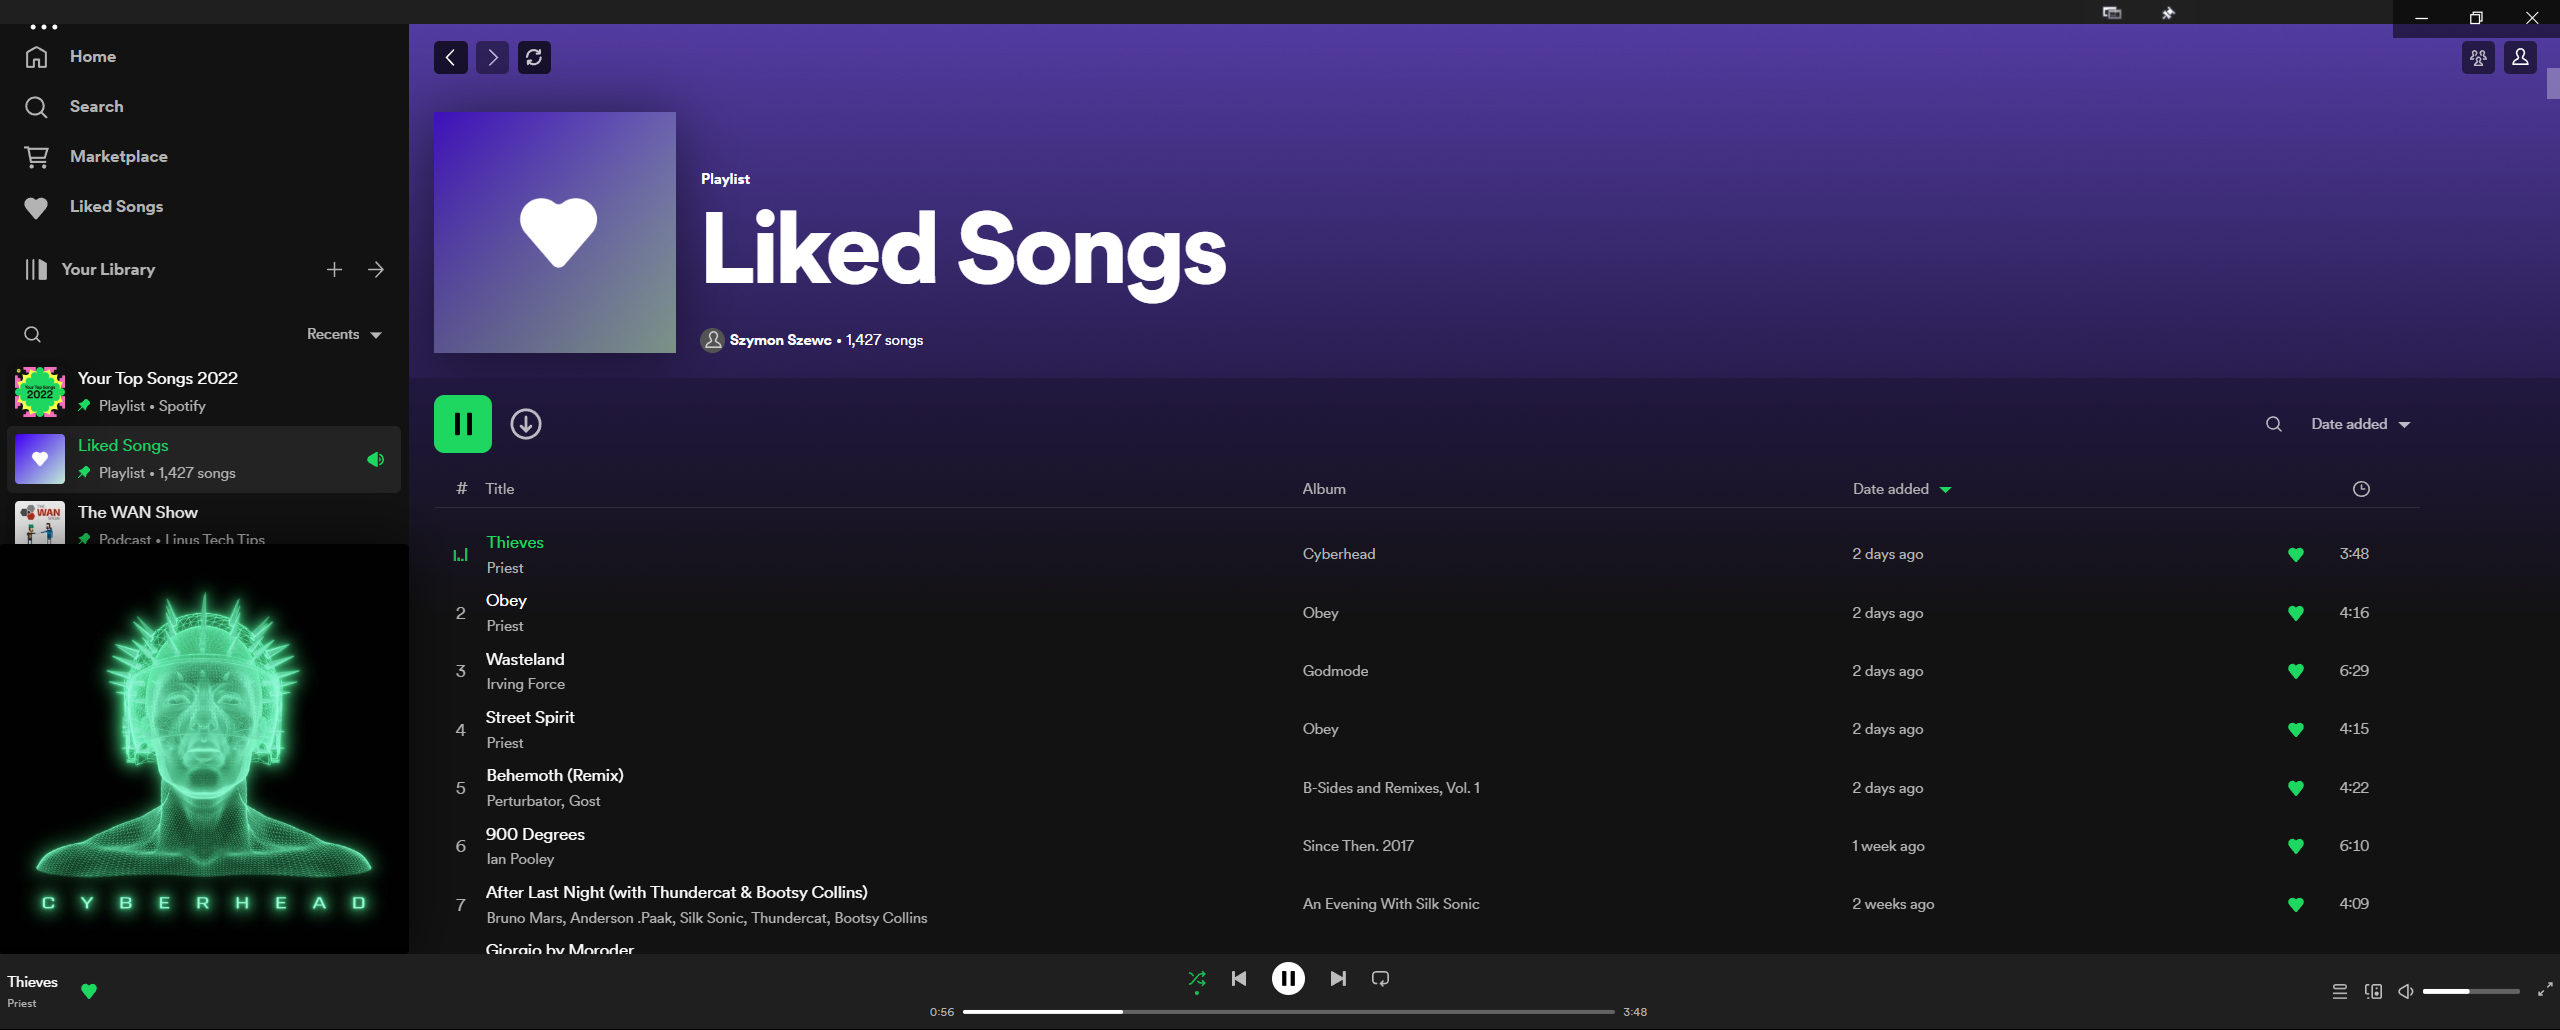 Home
Search
Marketplace
Liked Songs
Your Library
Recents
Your Top Songs 2022
Playlist • Spotify
Your Top Songs
2022
Liked Songs
Playlist • 1,427 songs
The WAN Show
Podcast • Linus Tech Tips
THE
WAN
SHOW
CYBERHEAD
Playlist
Liked Songs
Szymon Szewc • 1,427 songs
Date added
# Title Album Date added
Thieves
Priest
Cyberhead 2 days ago 3:48
2 Obey
Priest
Obey 2 days ago 4:16
3 Wasteland
Irving Force
Godmode 2 days ago 6:29
4 Street Spirit
Priest
Obey 2 days ago 4:15
5 Behemoth (Remix)
Perturbator, Gost
B-Sides and Remixes, Vol. 1 2 days ago 4:22
6 900 Degrees
Ian Pooley
Since Then. 2017 1 week ago 6:10
7 After Last Night (with Thundercat & Bootsy Collins)
Bruno Mars, Anderson .Paak, Silk Sonic, Thundercat, Bootsy Collins
An Evening With Silk Sonic 2 weeks ago 4:09
Giorgio by Moroder
Thieves
Priest
0:56 3:48